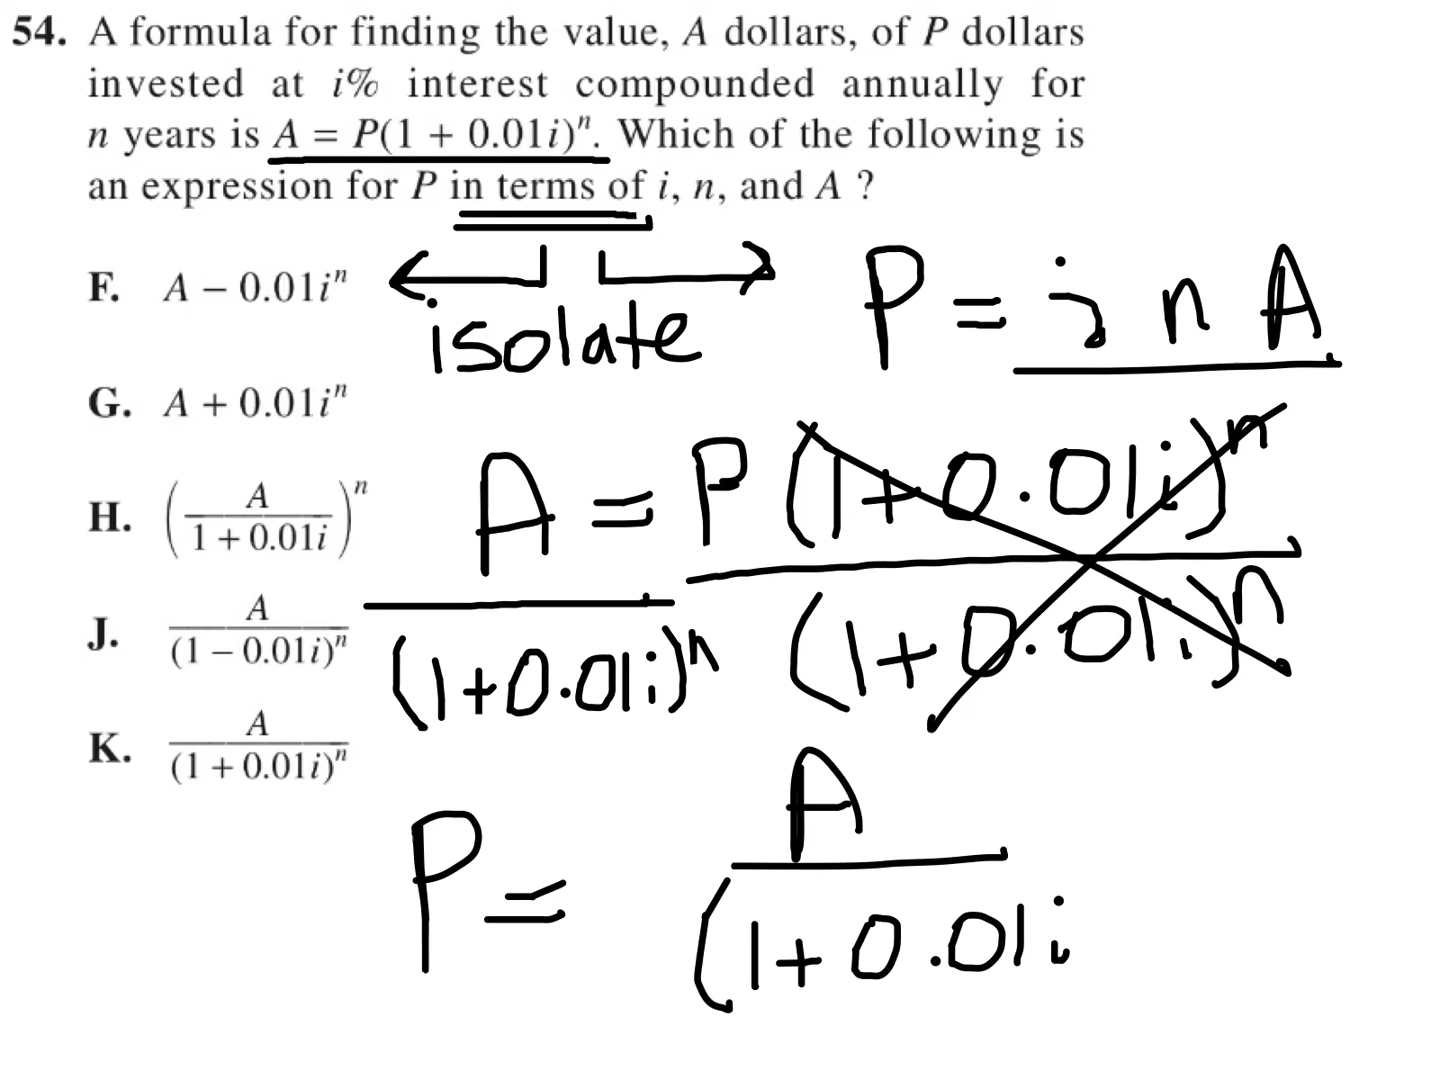 54. A formula for finding the value, A dollars, of P dollars
invested at i% interest compounded annually for
n years is A = P(1 + 0.01i)ⁿ. Which of the following is
an expression for P in terms of i, n, and A ?
F. A – 0.01iⁿ
isolate
P = i n A
G. A + 0.01iⁿ
H. (A / 1 + 0.01i)ⁿ
A = P(1+0.01i)ⁿ
(1+0.01i)ⁿ (1+0.01i)ⁿ
J. A / (1 – 0.01i)ⁿ
K. A / (1 + 0.01i)ⁿ
P = A
(1+0.01i